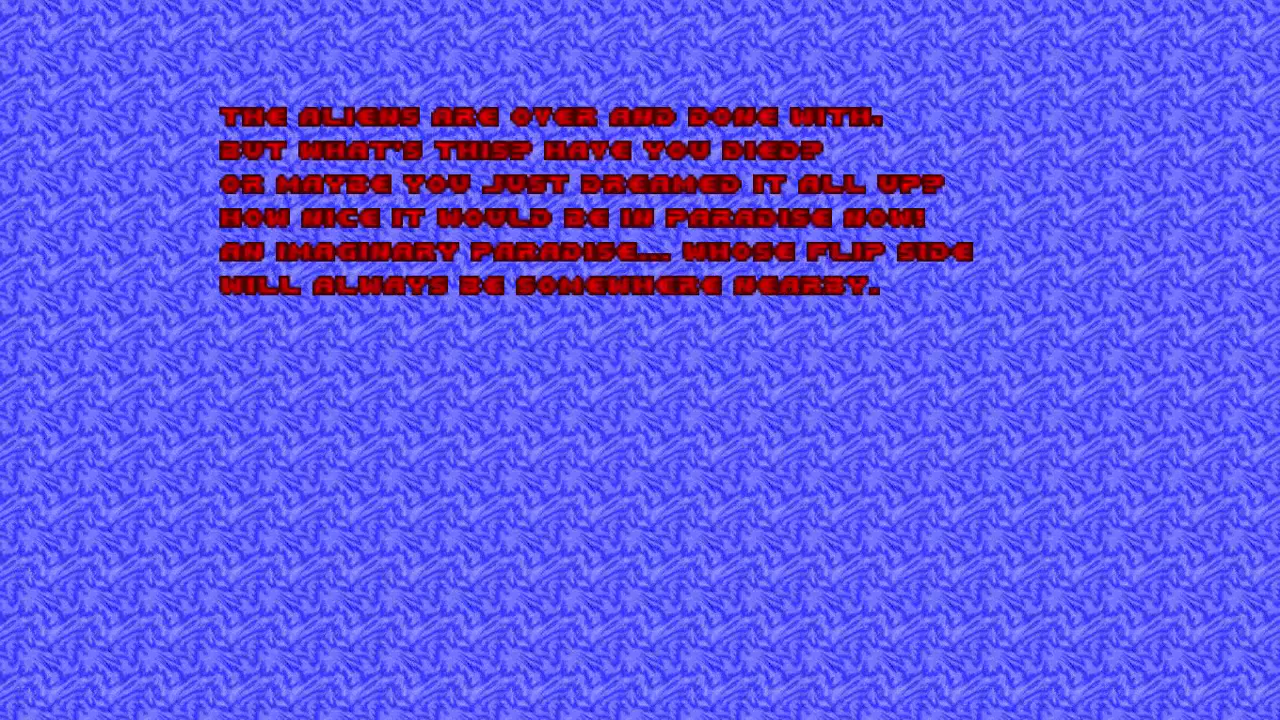 THE ALIENS ARE OVER AND DONE WITH.
BUT WHAT'S THIS? HAVE YOU DIED?
OR MAYBE YOU JUST DREAMED IT ALL UP?
HOW NICE IT WOULD BE IN PARADISE NOW!
AN IMAGINARY PARADISE... WHOSE FLIP SIDE
WILL ALWAYS BE SOMEWHERE NEARBY.